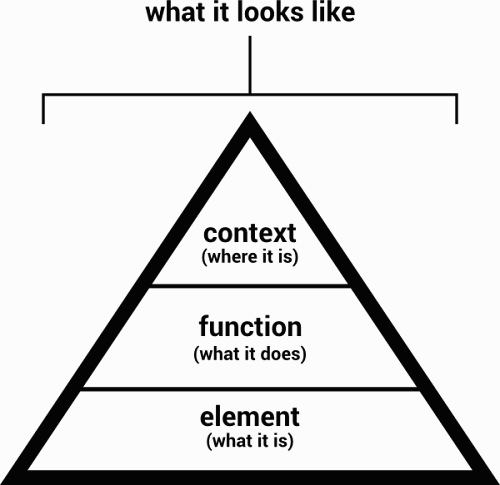 what it looks like
context
(where it is)
function
(what it does)
element
(what it is)